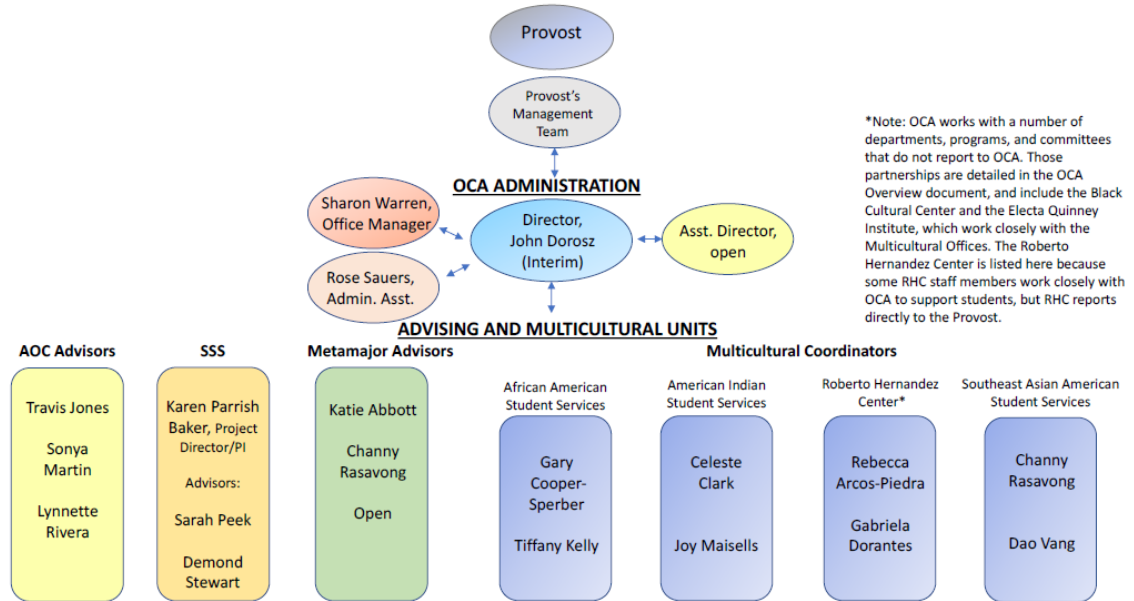 Provost
Provost's
Management
Team
*Note: OCA works with a number of
departments, programs, and committees
that do not report to OCA. Those
partnerships are detailed in the OCA
Overview document, and include the Black
Cultural Center and the Electa Quinney
Institute, which work closely with the
Multicultural Offices. The Roberto
Hernandez Center is listed here because
some RHC staff members work closely with
OCA to support students, but RHC reports
directly to the Provost.
OCA ADMINISTRATION
Sharon Warren,
Office Manager
Director,
John Dorosz
(Interim)
Asst. Director,
open
Rose Sauers,
Admin. Asst.
ADVISING AND MULTICULTURAL UNITS
AOC Advisors
Travis Jones
Sonya
Martin
Lynnette
Rivera
SSS
Karen Parrish
Baker, Project
Director/PI
Advisors:
Sarah Peek
Demond
Stewart
Metamajor Advisors
Katie Abbott
Channy
Rasavong
Open
Multicultural Coordinators
African American
Student Services
Gary
Cooper-
Sperber
Tiffany Kelly
American Indian
Student Services
Celeste
Clark
Joy Maisells
Roberto Hernandez
Center*
Rebecca
Arcos-Piedra
Gabriela
Dorantes
Southeast Asian American
Student Services
Channy
Rasavong
Dao Vang